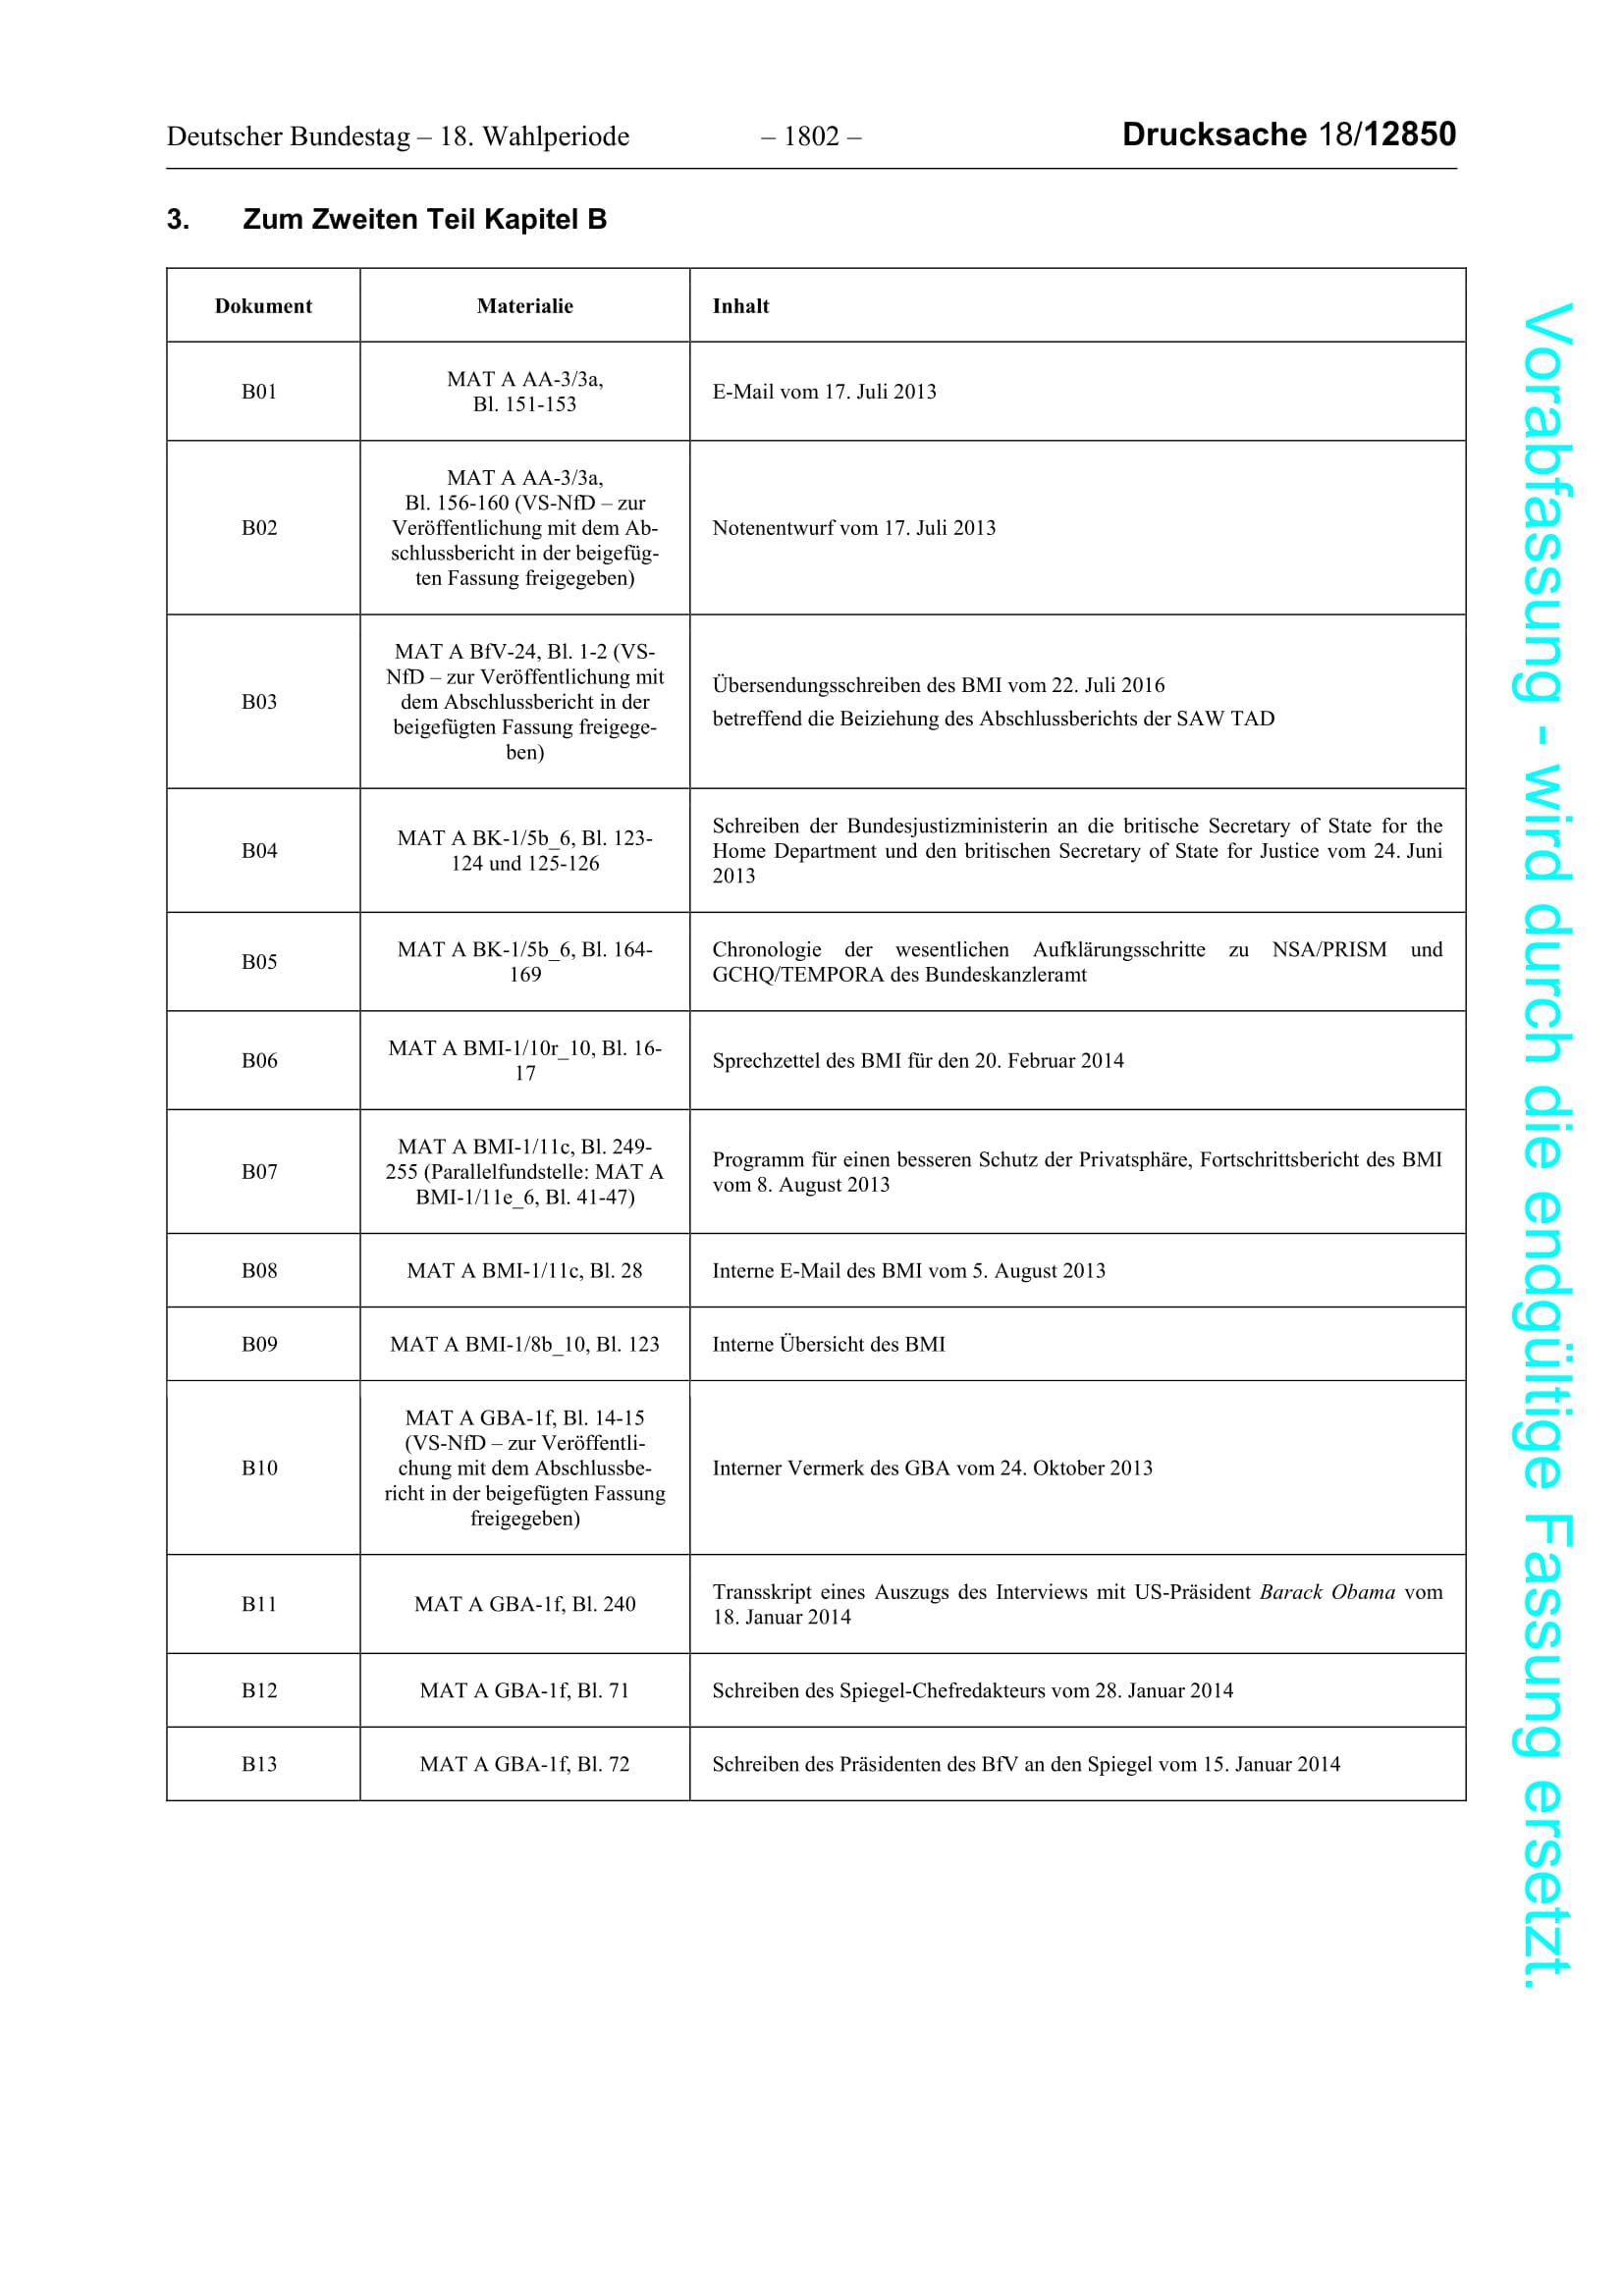 Deutscher Bundestag – 18. Wahlperiode – 1802 – Drucksache 18/12850
3. Zum Zweiten Teil Kapitel B
Dokument Materialie Inhalt
B01
MAT A AA-3/3a,
Bl. 151-153
E-Mail vom 17. Juli 2013
B02
MAT A AA-3/3a,
Bl. 156-160 (VS-NfD – zur
Veröffentlichung mit dem Ab-
schlussbericht in der beigefüg-
ten Fassung freigegeben)
Notenentwurf vom 17. Juli 2013
B03
MAT A BfV-24, Bl. 1-2 (VS-
NfD – zur Veröffentlichung mit
dem Abschlussbericht in der
beigefügten Fassung freigege-
ben)
Übersendungsschreiben des BMI vom 22. Juli 2016
betreffend die Beiziehung des Abschlussberichts der SAW TAD
B04
MAT A BK-1/5b_6, Bl. 123-
124 und 125-126
Schreiben der Bundesjustizministerin an die britische Secretary of State for the
Home Department und den britischen Secretary of State for Justice vom 24. Juni
2013
B05
MAT A BK-1/5b_6, Bl. 164-
169
Chronologie der wesentlichen Aufklärungsschritte zu NSA/PRISM und
GCHQ/TEMPORA des Bundeskanzleramt
B06
MAT A BMI-1/10r_10, Bl. 16-
17
Sprechzettel des BMI für den 20. Februar 2014
B07
MAT A BMI-1/11c, Bl. 249-
255 (Parallelfundstelle: MAT A
BMI-1/11e_6, Bl. 41-47)
Programm für einen besseren Schutz der Privatsphäre, Fortschrittsbericht des BMI
vom 8. August 2013
B08 MAT A BMI-1/11c, Bl. 28 Interne E-Mail des BMI vom 5. August 2013
B09 MAT A BMI-1/8b_10, Bl. 123 Interne Übersicht des BMI
B10
MAT A GBA-1f, Bl. 14-15
(VS-NfD – zur Veröffentli-
chung mit dem Abschlussbe-
richt in der beigefügten Fassung
freigegeben)
Interner Vermerk des GBA vom 24. Oktober 2013
B11
MAT A GBA-1f, Bl. 240
Transskript eines Auszugs des Interviews mit US-Präsident Barack Obama vom
18. Januar 2014
B12 MAT A GBA-1f, Bl. 71 Schreiben des Spiegel-Chefredakteurs vom 28. Januar 2014
B13 MAT A GBA-1f, Bl. 72 Schreiben des Präsidenten des BfV an den Spiegel vom 15. Januar 2014
Vorabfassung - wird durch die endgültige Fassung ersetzt.